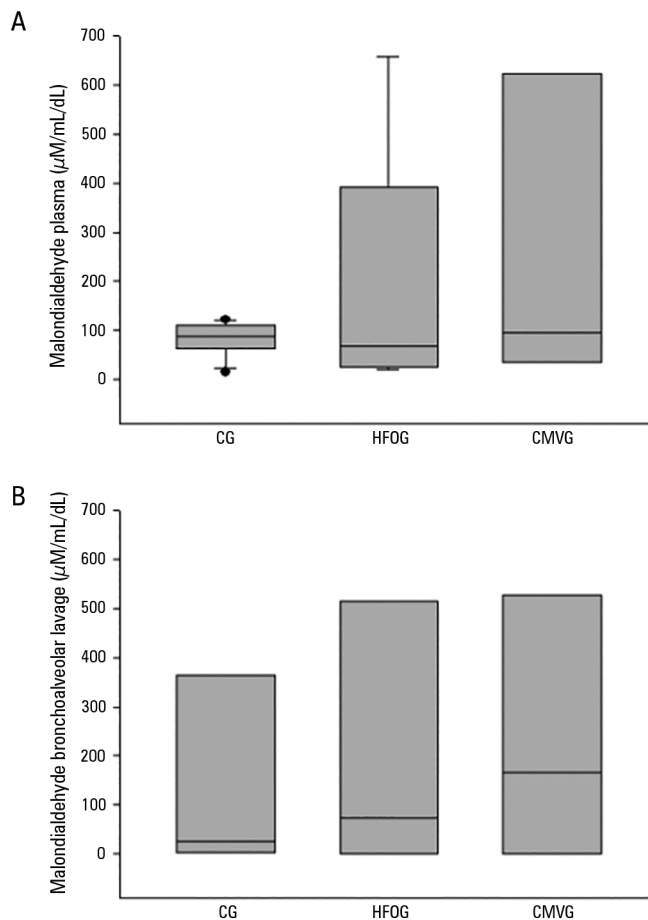 A
Malondialdehyde plasma (μM/mL/dL)
700
600
500
400
300
200
100
0
CG HFOG CMVG
B
Malondialdehyde bronchoalveolar lavage (μM/mL/dL)
700
600
500
400
300
200
100
0
CG HFOG CMVG